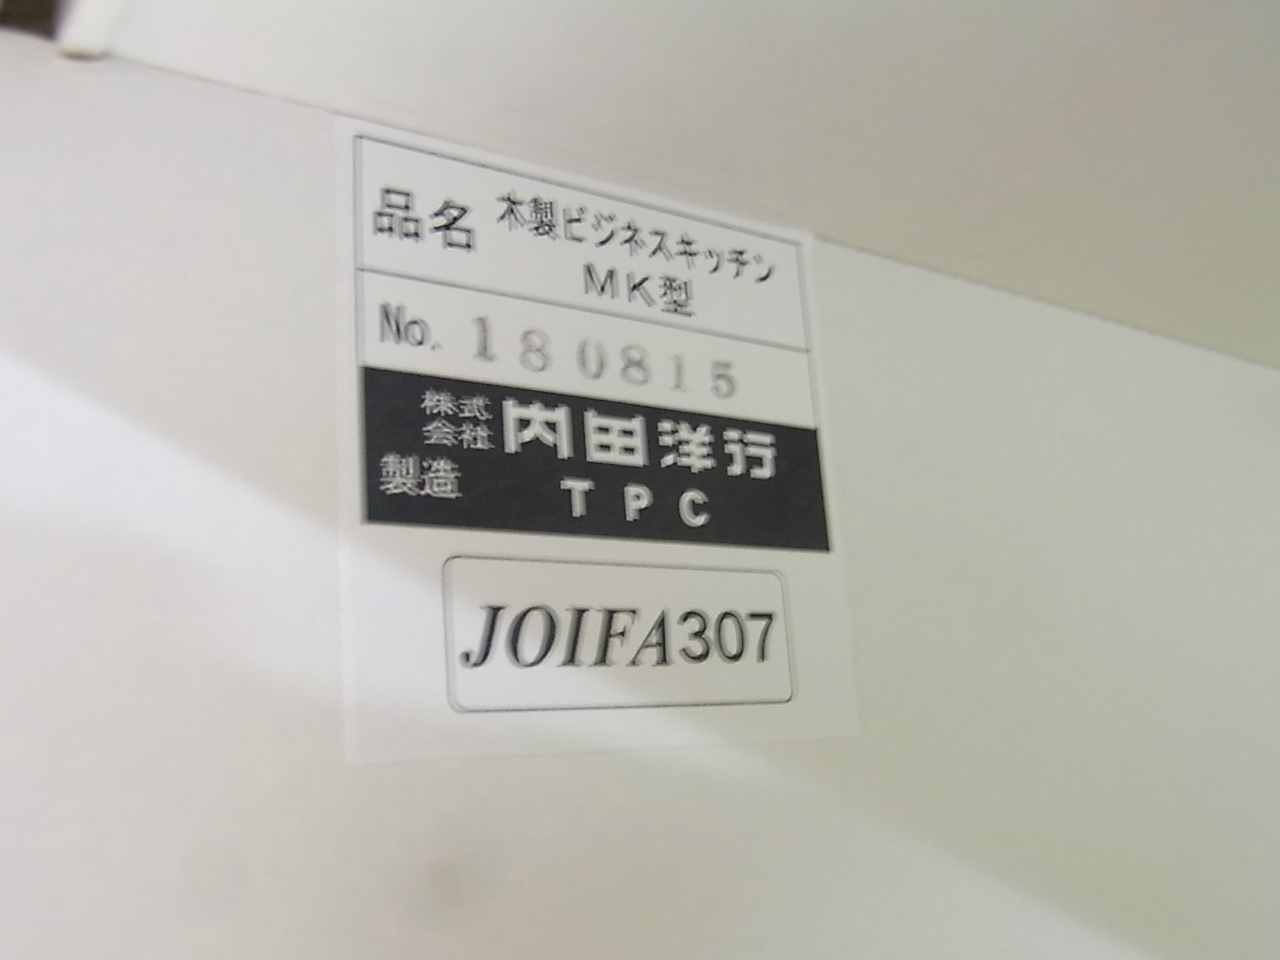 品名 木製ビジネスキッチン
MK型
No. 180815
株式会社 内田洋行
製造 TPC
JOIFA307